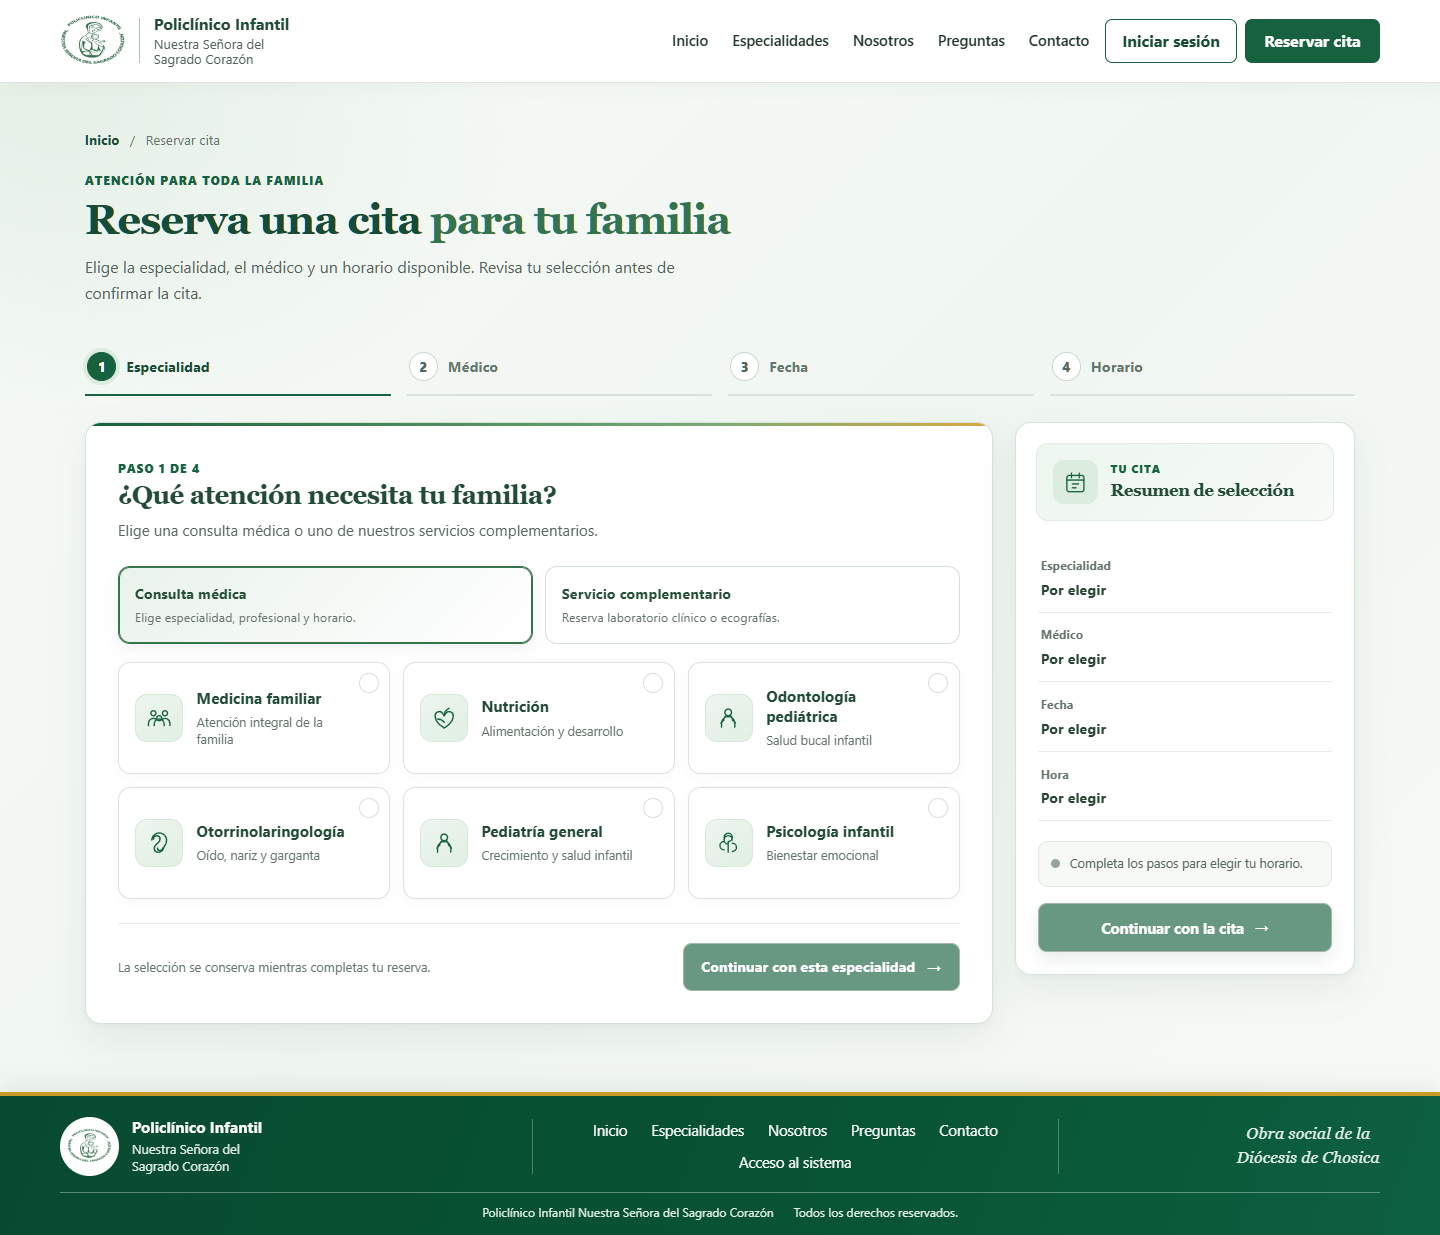 Policlínico Infantil
Nuestra Señora del
Sagrado Corazón
Inicio
Especialidades
Nosotros
Preguntas
Contacto
Iniciar sesión
Reservar cita
Inicio / Reservar cita
ATENCIÓN PARA TODA LA FAMILIA
Reserva una cita para tu familia
Elige la especialidad, el médico y un horario disponible. Revisa tu selección antes de
confirmar la cita.
1 Especialidad
2 Médico
3 Fecha
4 Horario
PASO 1 DE 4
¿Qué atención necesita tu familia?
Elige una consulta médica o uno de nuestros servicios complementarios.
Consulta médica
Elige especialidad, profesional y horario.
Servicio complementario
Reserva laboratorio clínico o ecografías.
Medicina familiar
Atención integral de la
familia
Nutrición
Alimentación y desarrollo
Odontología
pediátrica
Salud bucal infantil
Otorrinolaringología
Oído, nariz y garganta
Pediatría general
Crecimiento y salud infantil
Psicología infantil
Bienestar emocional
La selección se conserva mientras completas tu reserva.
Continuar con esta especialidad →
TU CITA
Resumen de selección
Especialidad
Por elegir
Médico
Por elegir
Fecha
Por elegir
Hora
Por elegir
Completa los pasos para elegir tu horario.
Continuar con la cita →
Policlínico Infantil
Nuestra Señora del
Sagrado Corazón
Inicio
Especialidades
Nosotros
Preguntas
Contacto
Acceso al sistema
Obra social de la
Diócesis de Chosica
Policlínico Infantil Nuestra Señora del Sagrado Corazón
Todos los derechos reservados.